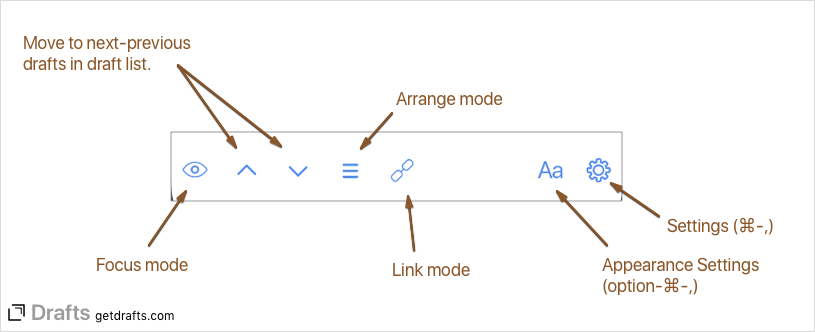 Move to next-previous
drafts in draft list.
Arrange mode
Aa
Settings (⌘-,)
Focus mode
Link mode
Appearance Settings
(option-⌘-,)
Drafts getdrafts.com